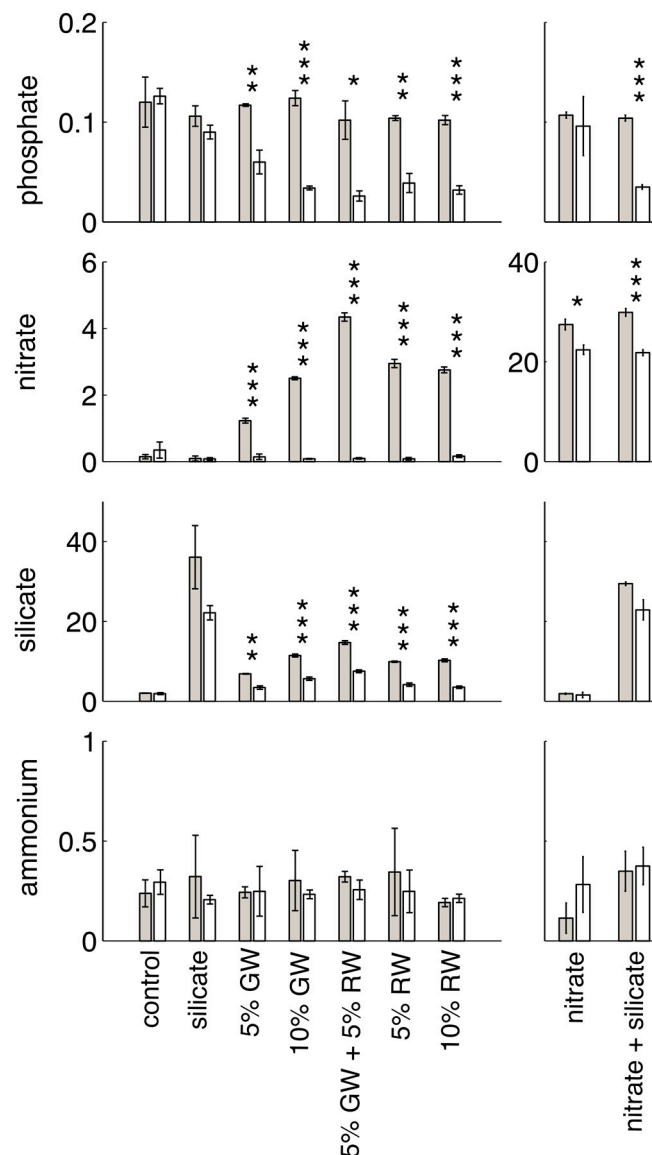 0.2
0.1
0
phosphate
**
***
*
**
***
***
6
4
2
0
nitrate
***
***
***
***
***
40
20
0
*
***
40
20
0
silicate
**
***
***
***
***
1
0.5
0
ammonium
control
silicate
5% GW
10% GW
5% GW + 5% RW
5% RW
10% RW
nitrate
nitrate + silicate